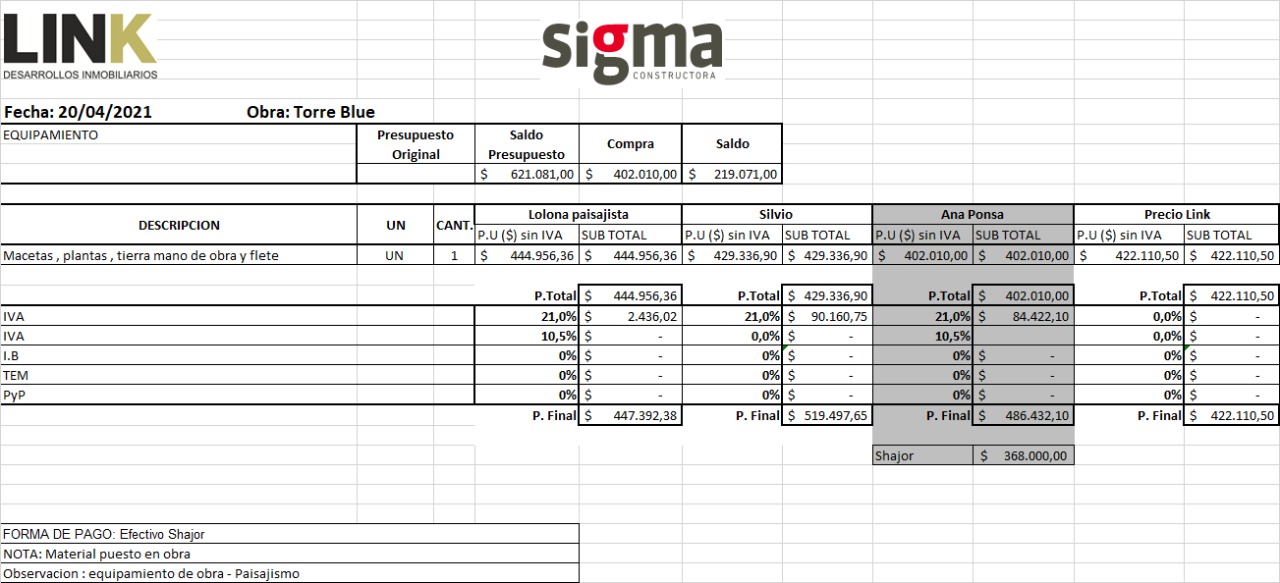 LINK
DESARROLLOS INMOBILIARIOS
sigma
CONSTRUCTORA
Fecha: 20/04/2021 Obra: Torre Blue
EQUIPAMIENTO Presupuesto Original Saldo Presupuesto Compra Saldo
$ 621.081,00 $ 402.010,00 $ 219.071,00
DESCRIPCION UN CANT. Lolona paisajista Silvio Ana Ponsa Precio Link
P.U ($) sin IVA SUB TOTAL P.U ($) sin IVA SUB TOTAL P.U ($) sin IVA SUB TOTAL P.U ($) sin IVA SUB TOTAL
Macetas , plantas , tierra mano de obra y flete UN 1 $ 444.956,36 $ 444.956,36 $ 429.336,90 $ 429.336,90 $ 402.010,00 $ 402.010,00 $ 422.110,50 $ 422.110,50
P.Total $ 444.956,36 P.Total $ 429.336,90 P.Total $ 402.010,00 P.Total $ 422.110,50
IVA 21,0% $ 2.436,02 21,0% $ 90.160,75 21,0% $ 84.422,10 0,0% $ -
IVA 10,5% $ - 0,0% $ - 10,5% 0,0% $ -
I.B 0% $ - 0% $ - 0% $ - 0% $ -
TEM 0% $ - 0% $ - 0% $ - 0% $ -
PyP 0% $ - 0% $ - 0% $ - 0% $ -
P. Final $ 447.392,38 P. Final $ 519.497,65 P. Final $ 486.432,10 P. Final $ 422.110,50
Shajor $ 368.000,00
FORMA DE PAGO: Efectivo Shajor
NOTA: Material puesto en obra
Observacion : equipamiento de obra - Paisajismo